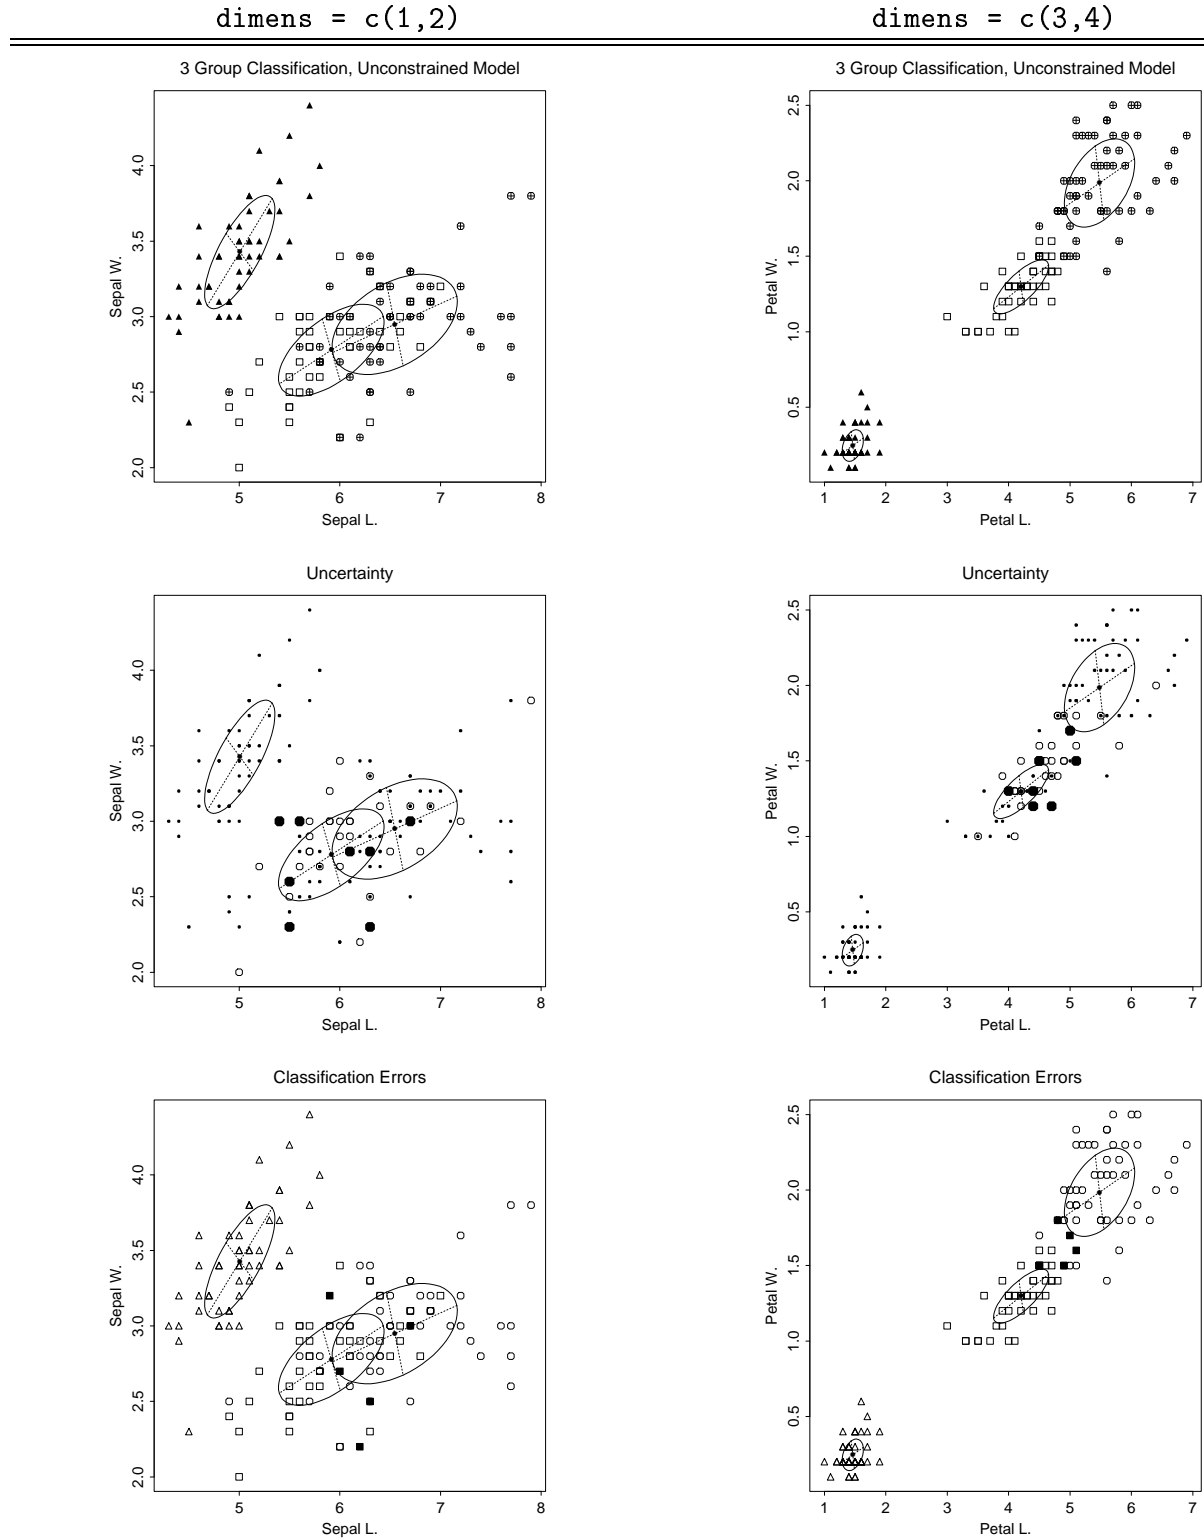 dimens = c(1,2)
dimens = c(3,4)
3 Group Classification, Unconstrained Model
3 Group Classification, Unconstrained Model
Sepal W.
2.0 2.5 3.0 3.5 4.0
5 6 7 8
Sepal L.
Petal W.
0.5 1.0 1.5 2.0 2.5
1 2 3 4 5 6 7
Petal L.
Uncertainty
Uncertainty
Sepal W.
2.0 2.5 3.0 3.5 4.0
5 6 7 8
Sepal L.
Petal W.
0.5 1.0 1.5 2.0 2.5
1 2 3 4 5 6 7
Petal L.
Classification Errors
Classification Errors
Sepal W.
2.0 2.5 3.0 3.5 4.0
5 6 7 8
Sepal L.
Petal W.
0.5 1.0 1.5 2.0 2.5
1 2 3 4 5 6 7
Petal L.